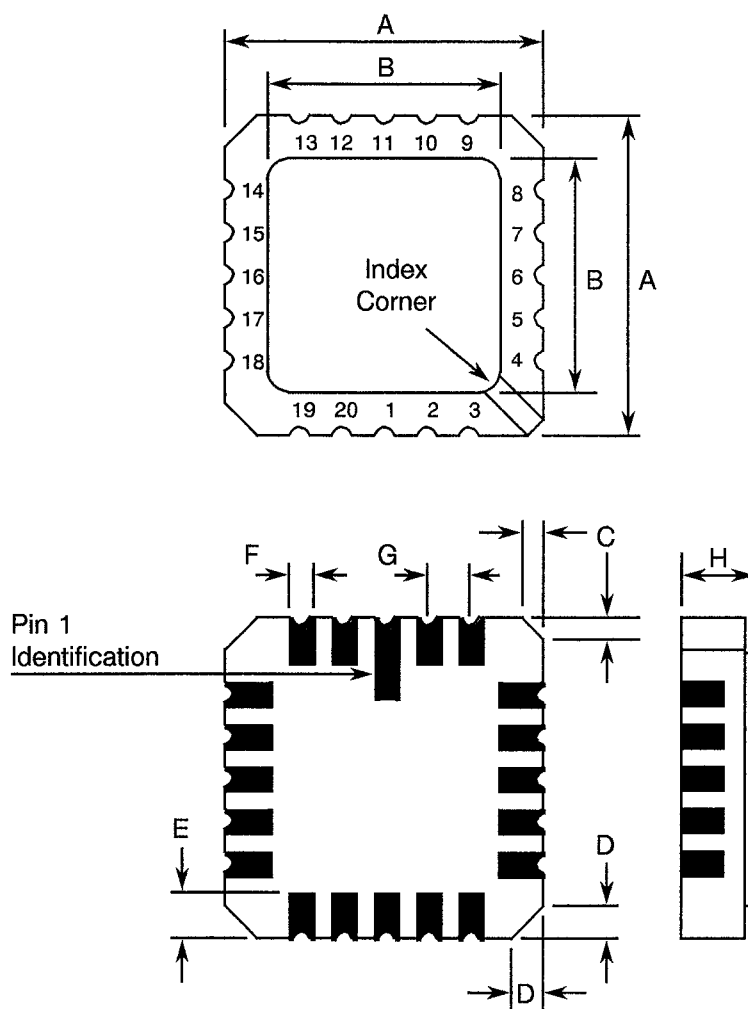 A
B
13 12 11 10 9
14 8
15 7
16 6
17 5
18 4
Index
Corner
B A
19 20 1 2 3
F G C H
Pin 1
Identification
E D
D